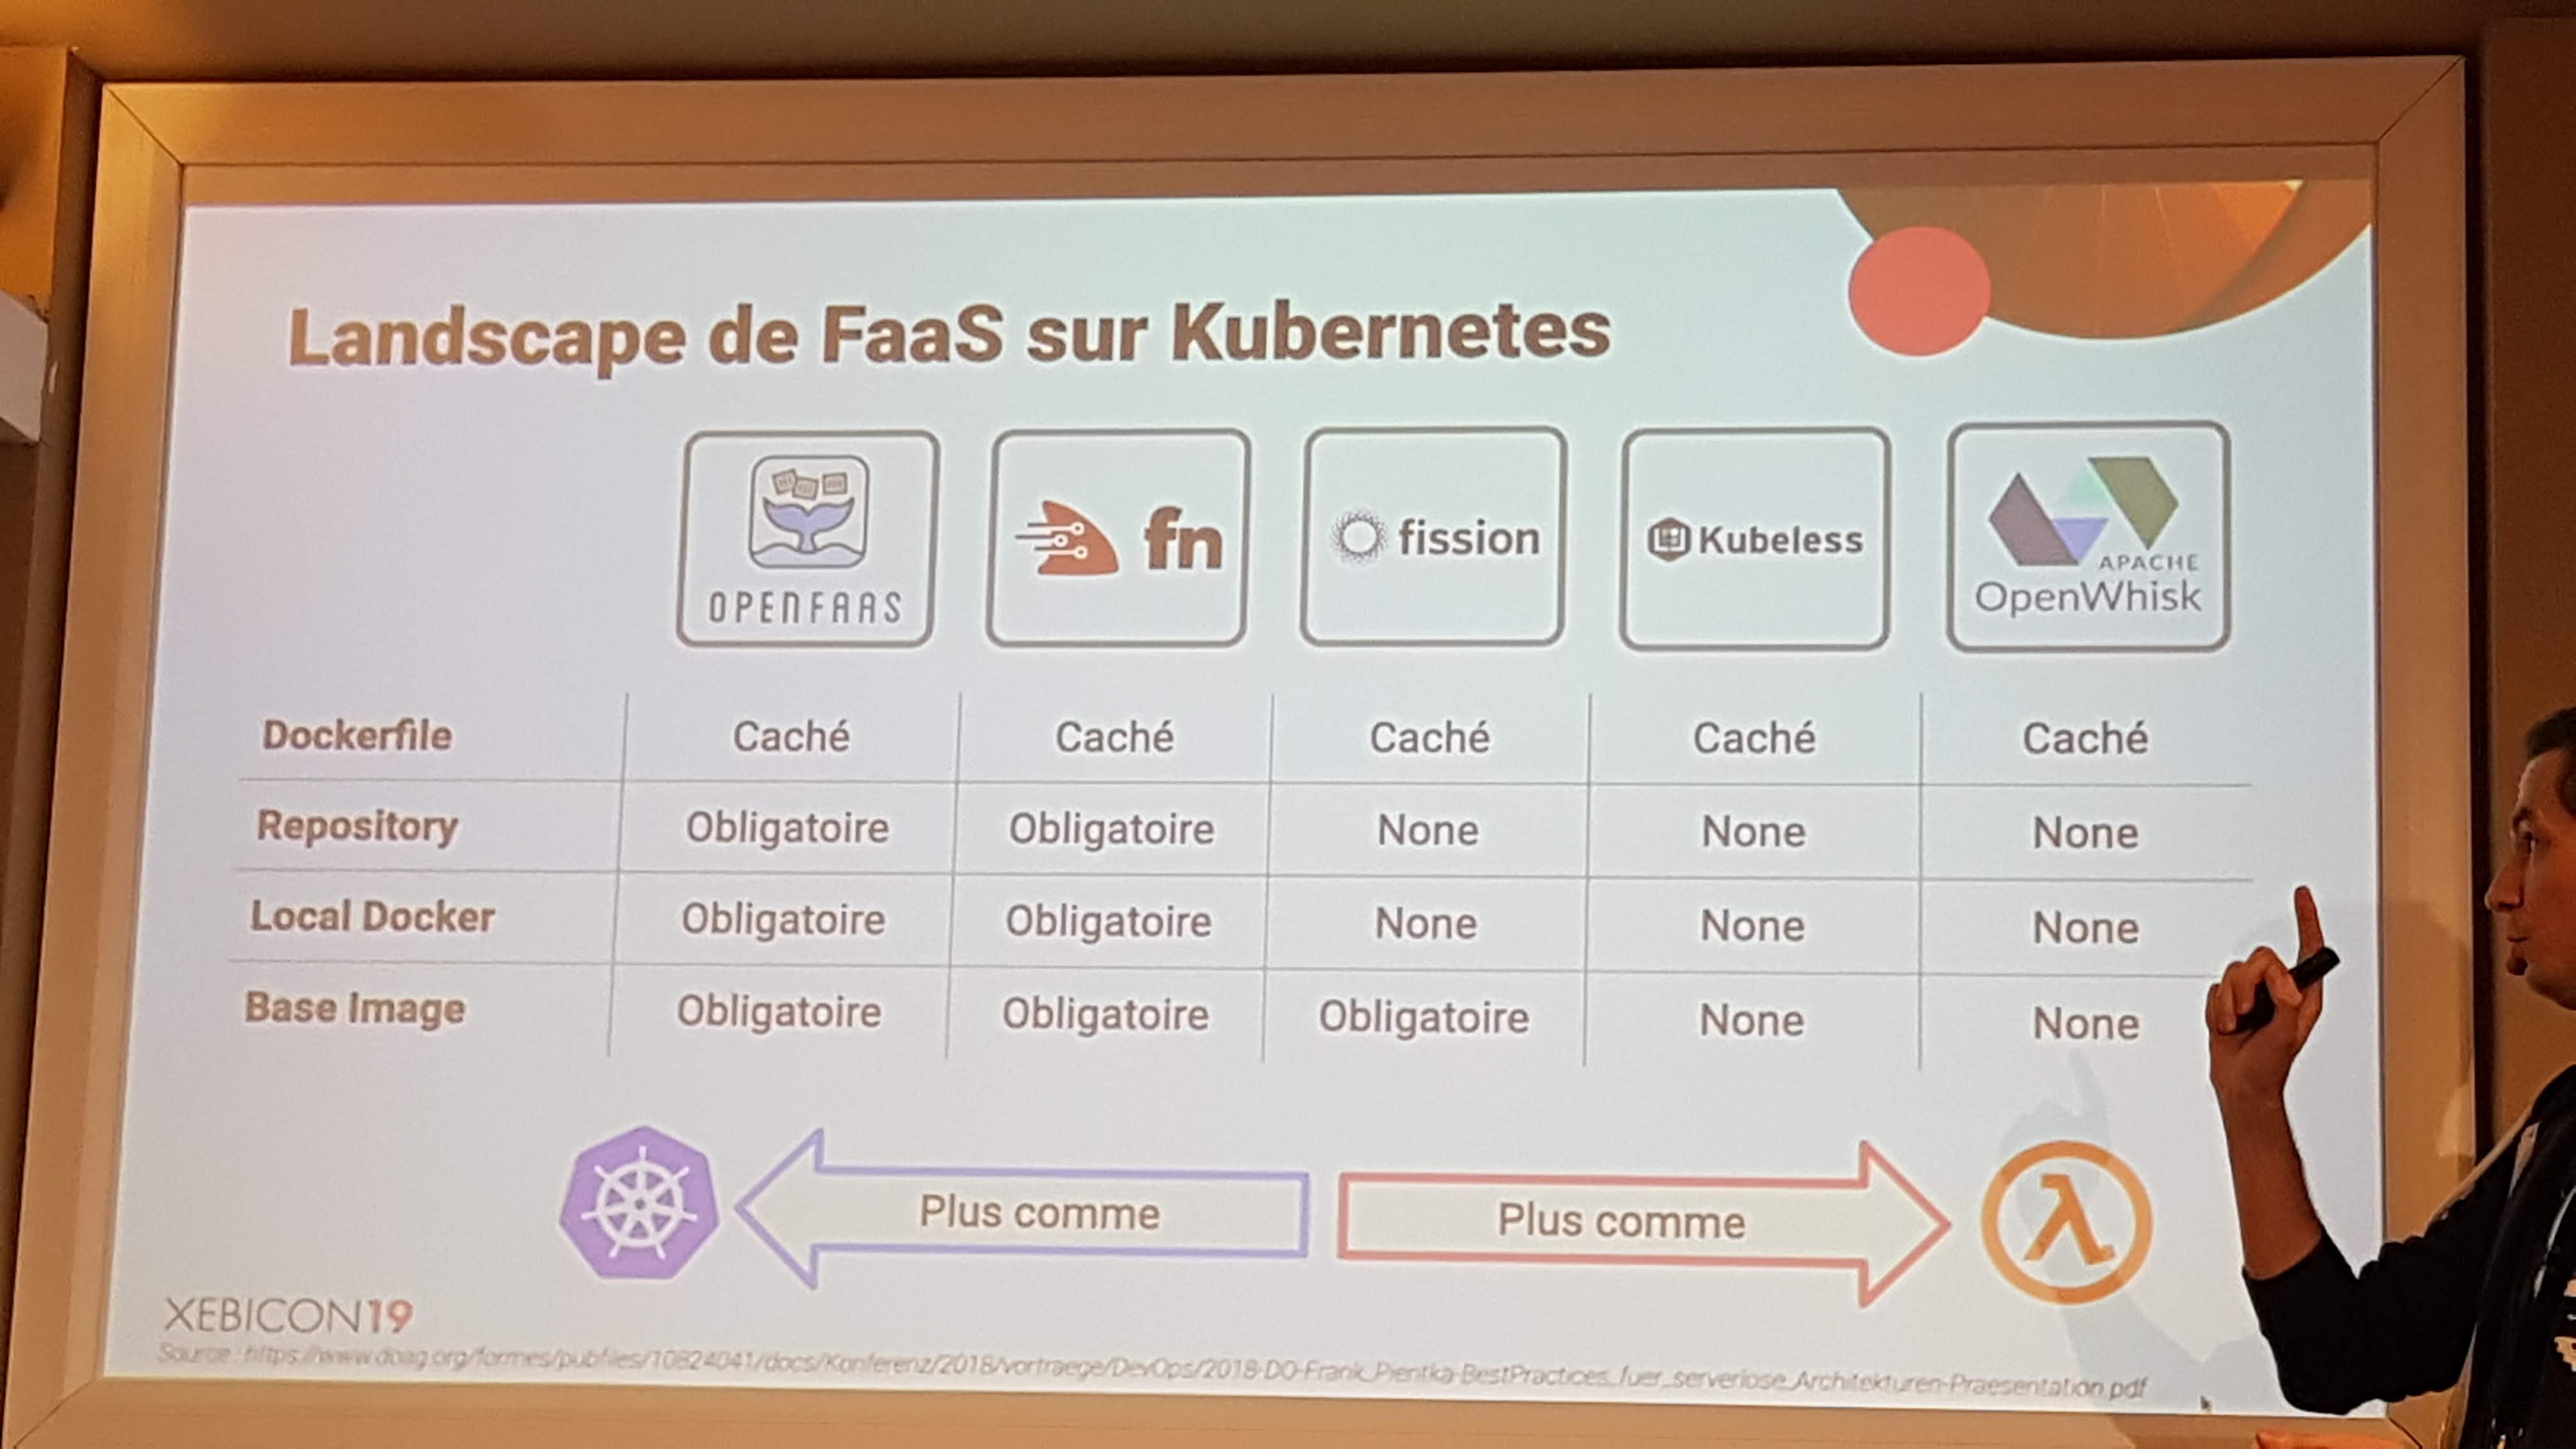 Landscape de FaaS sur Kubernetes
OPENFAAS
fn
fission
Kubeless
APACHE
OpenWhisk
Dockerfile Caché Caché Caché Caché Caché
Repository Obligatoire Obligatoire None None None
Local Docker Obligatoire Obligatoire None None None
Base Image Obligatoire Obligatoire Obligatoire None None
Plus comme Plus comme λ
XEBICON19
Source : https://www.doag.org/formes/pubfiles/10824041/docs/Konferenz/2018/vortraege/DevOps/2018-DO-Frank_Pientka-BestPractices_fuer_serverlose_Architekturen-Praesentation.pdf